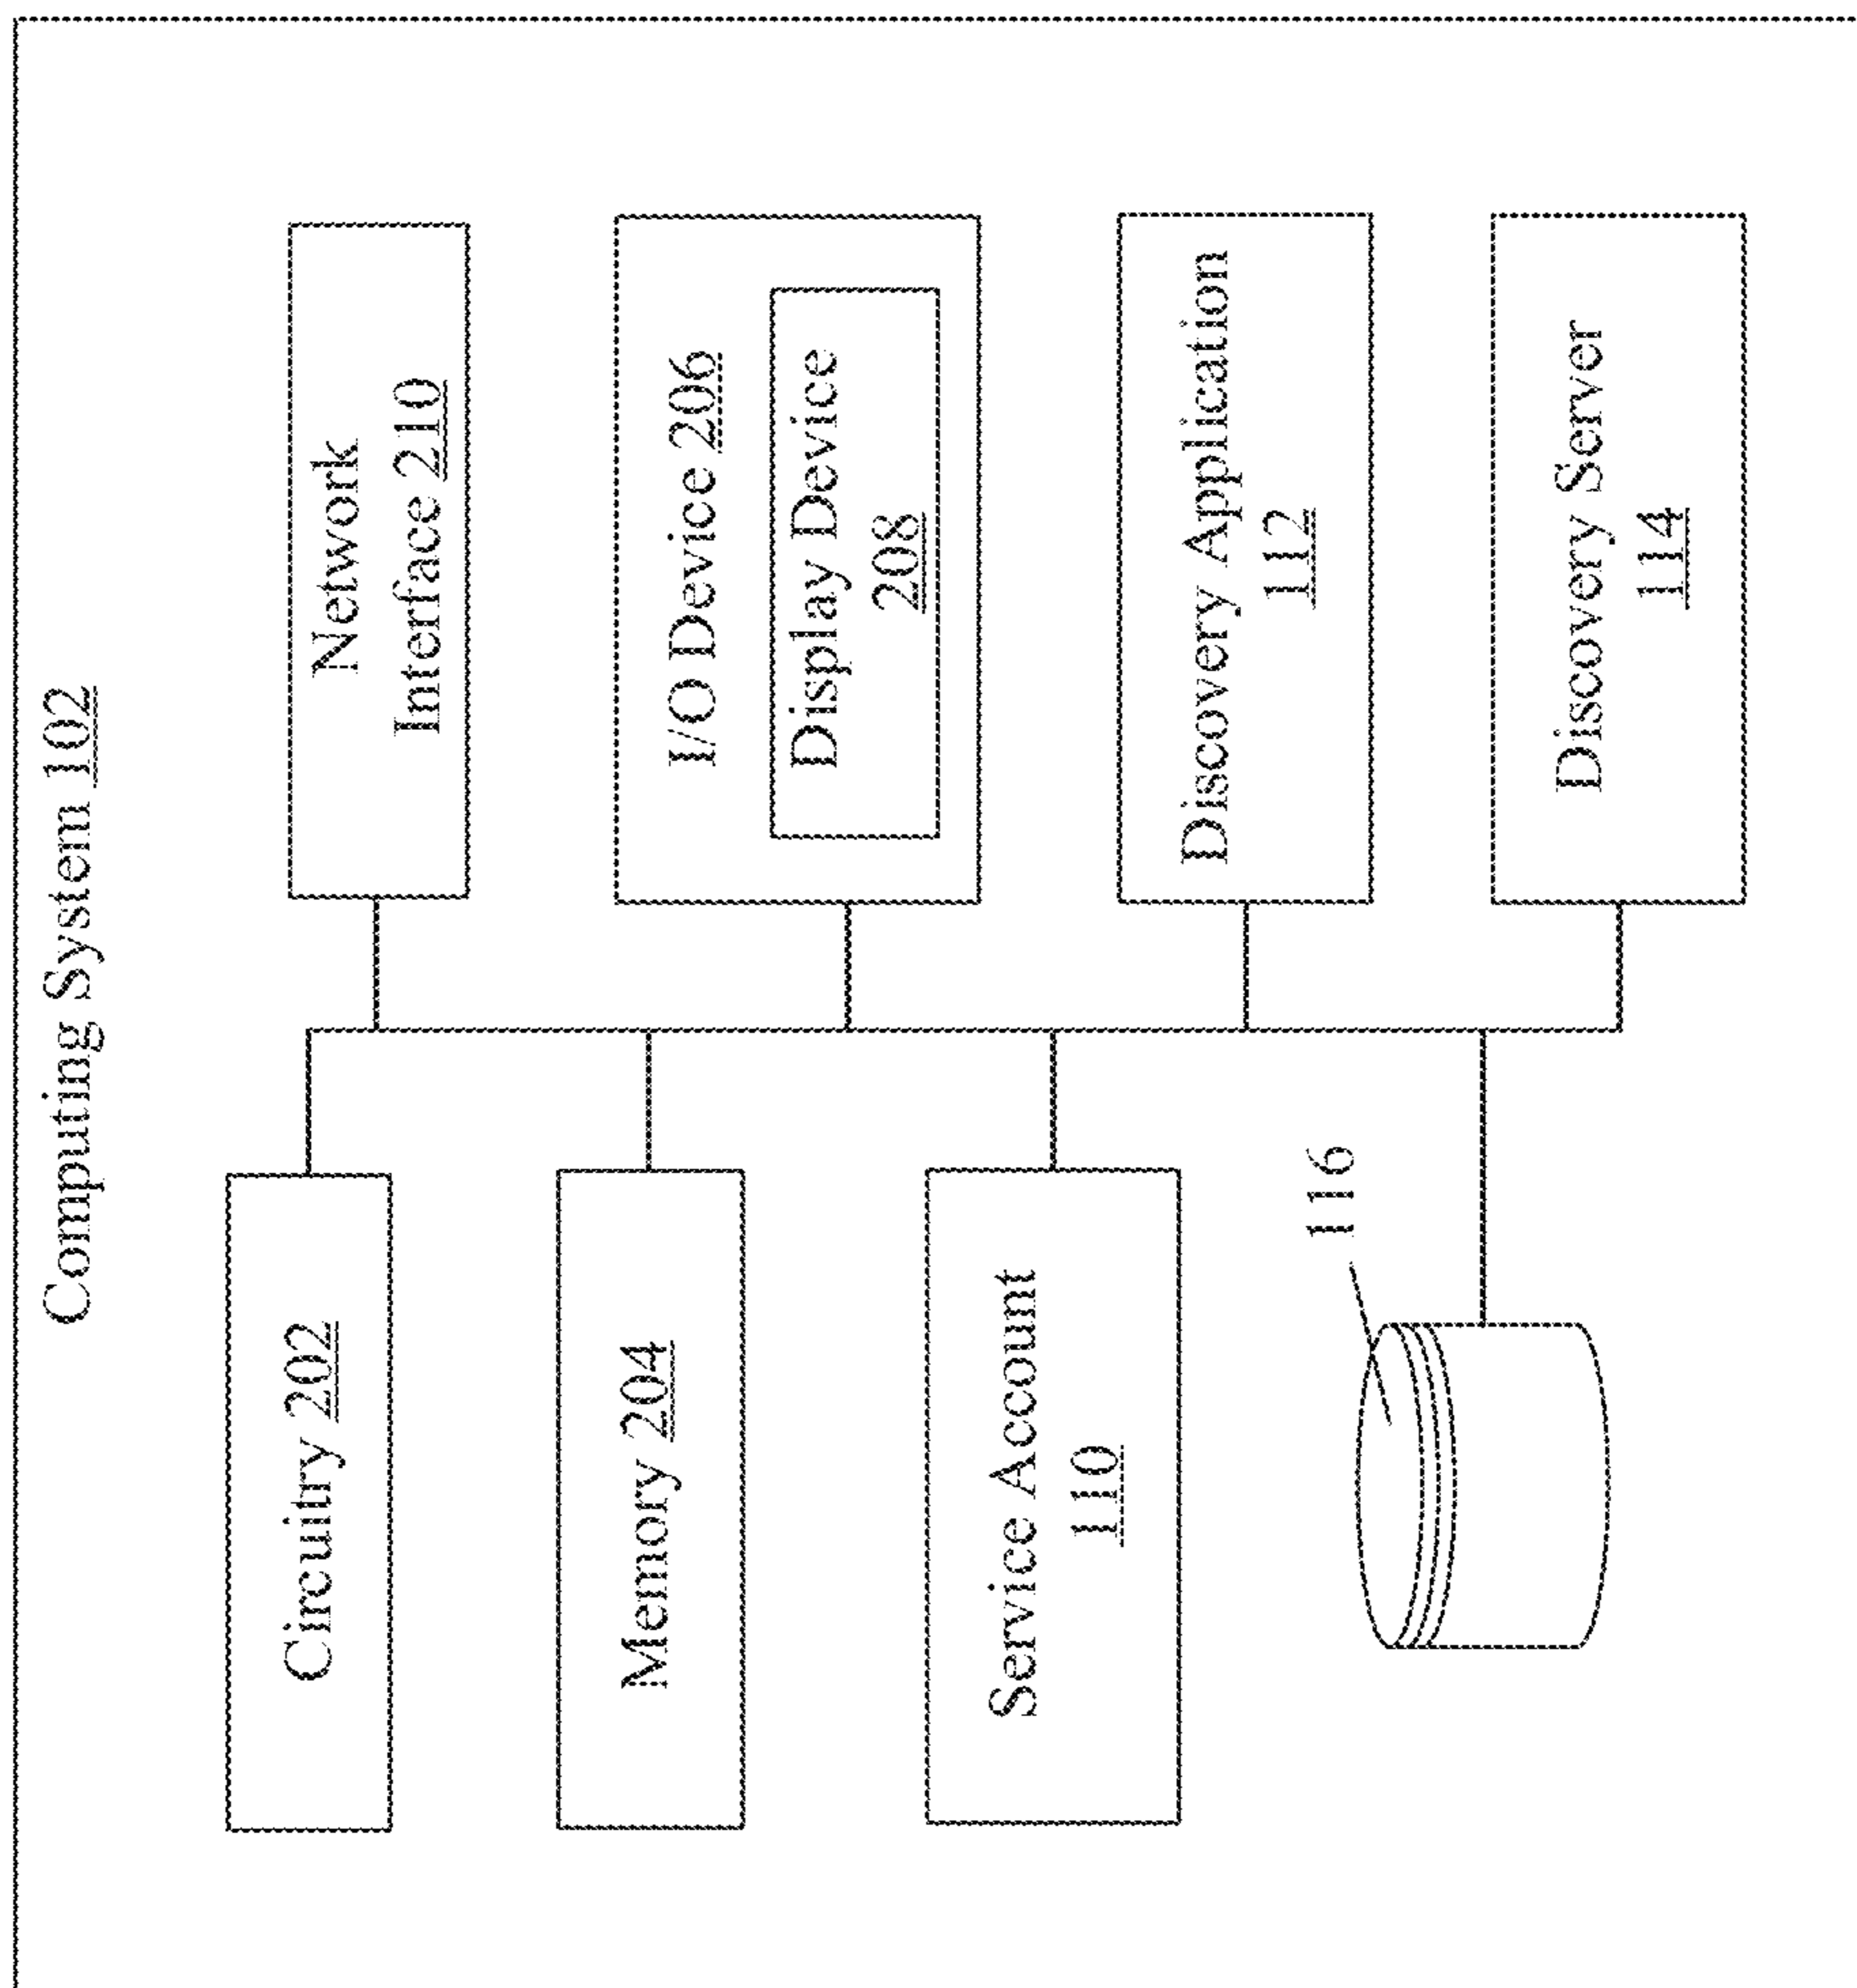 Computing System 102
Circuitry 202
Network
Interface 210
Memory 204
I/O Device 206
Display Device
208
Service Account
110
Discovery Application
112
116
Discovery Server
114